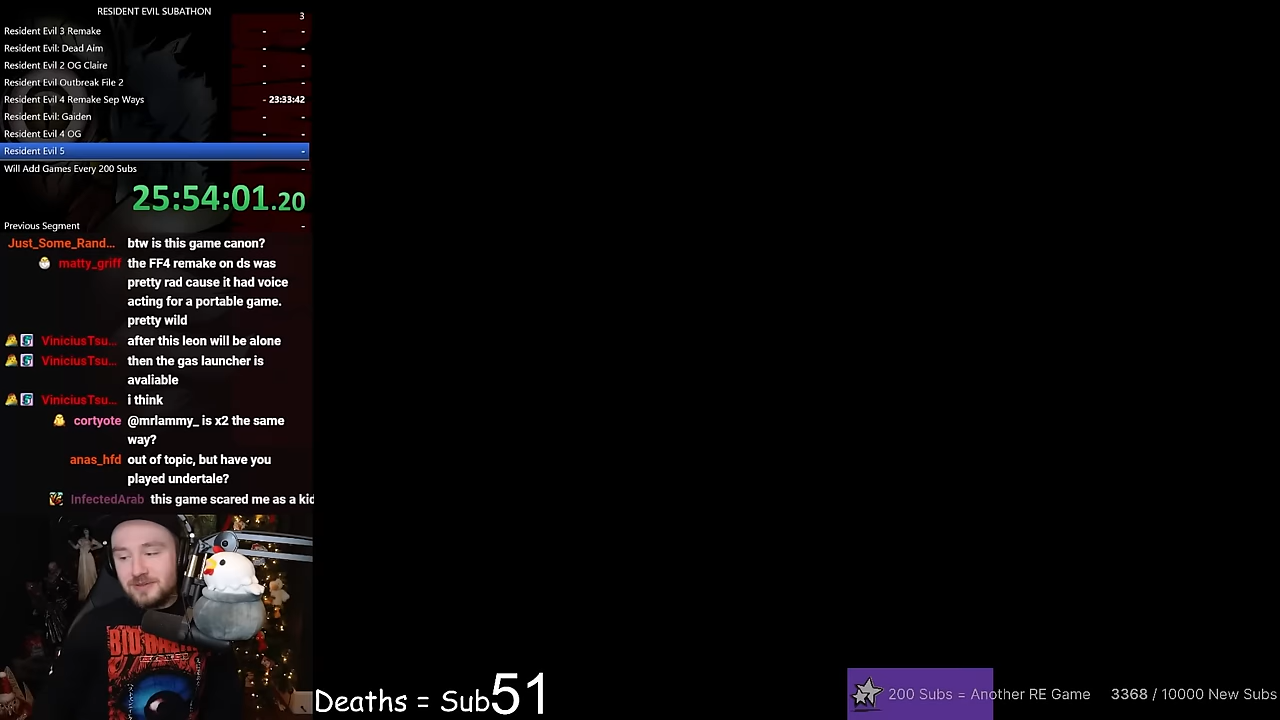 RESIDENT EVIL SUBATHON
3
Resident Evil 3 Remake - -
Resident Evil: Dead Aim - -
Resident Evil 2 OG Claire - -
Resident Evil Outbreak File 2 - -
Resident Evil 4 Remake Sep Ways - 23:33:42
Resident Evil: Gaiden - -
Resident Evil 4 OG - -
Resident Evil 5 -
Will Add Games Every 200 Subs -
25:54:01.20
Previous Segment -
Just_Some_Rand... btw is this game canon?
matty_griff the FF4 remake on ds was
pretty rad cause it had voice
acting for a portable game.
pretty wild
ViniciusTsu... after this leon will be alone
ViniciusTsu... then the gas launcher is
avaliable
ViniciusTsu... i think
cortyote @mrlammy_ is x2 the same
way?
anas_hfd out of topic, but have you
played undertale?
InfectedArab this game scared me as a kid
Deaths = Sub51
200 Subs = Another RE Game 3368 / 10000 New Subs